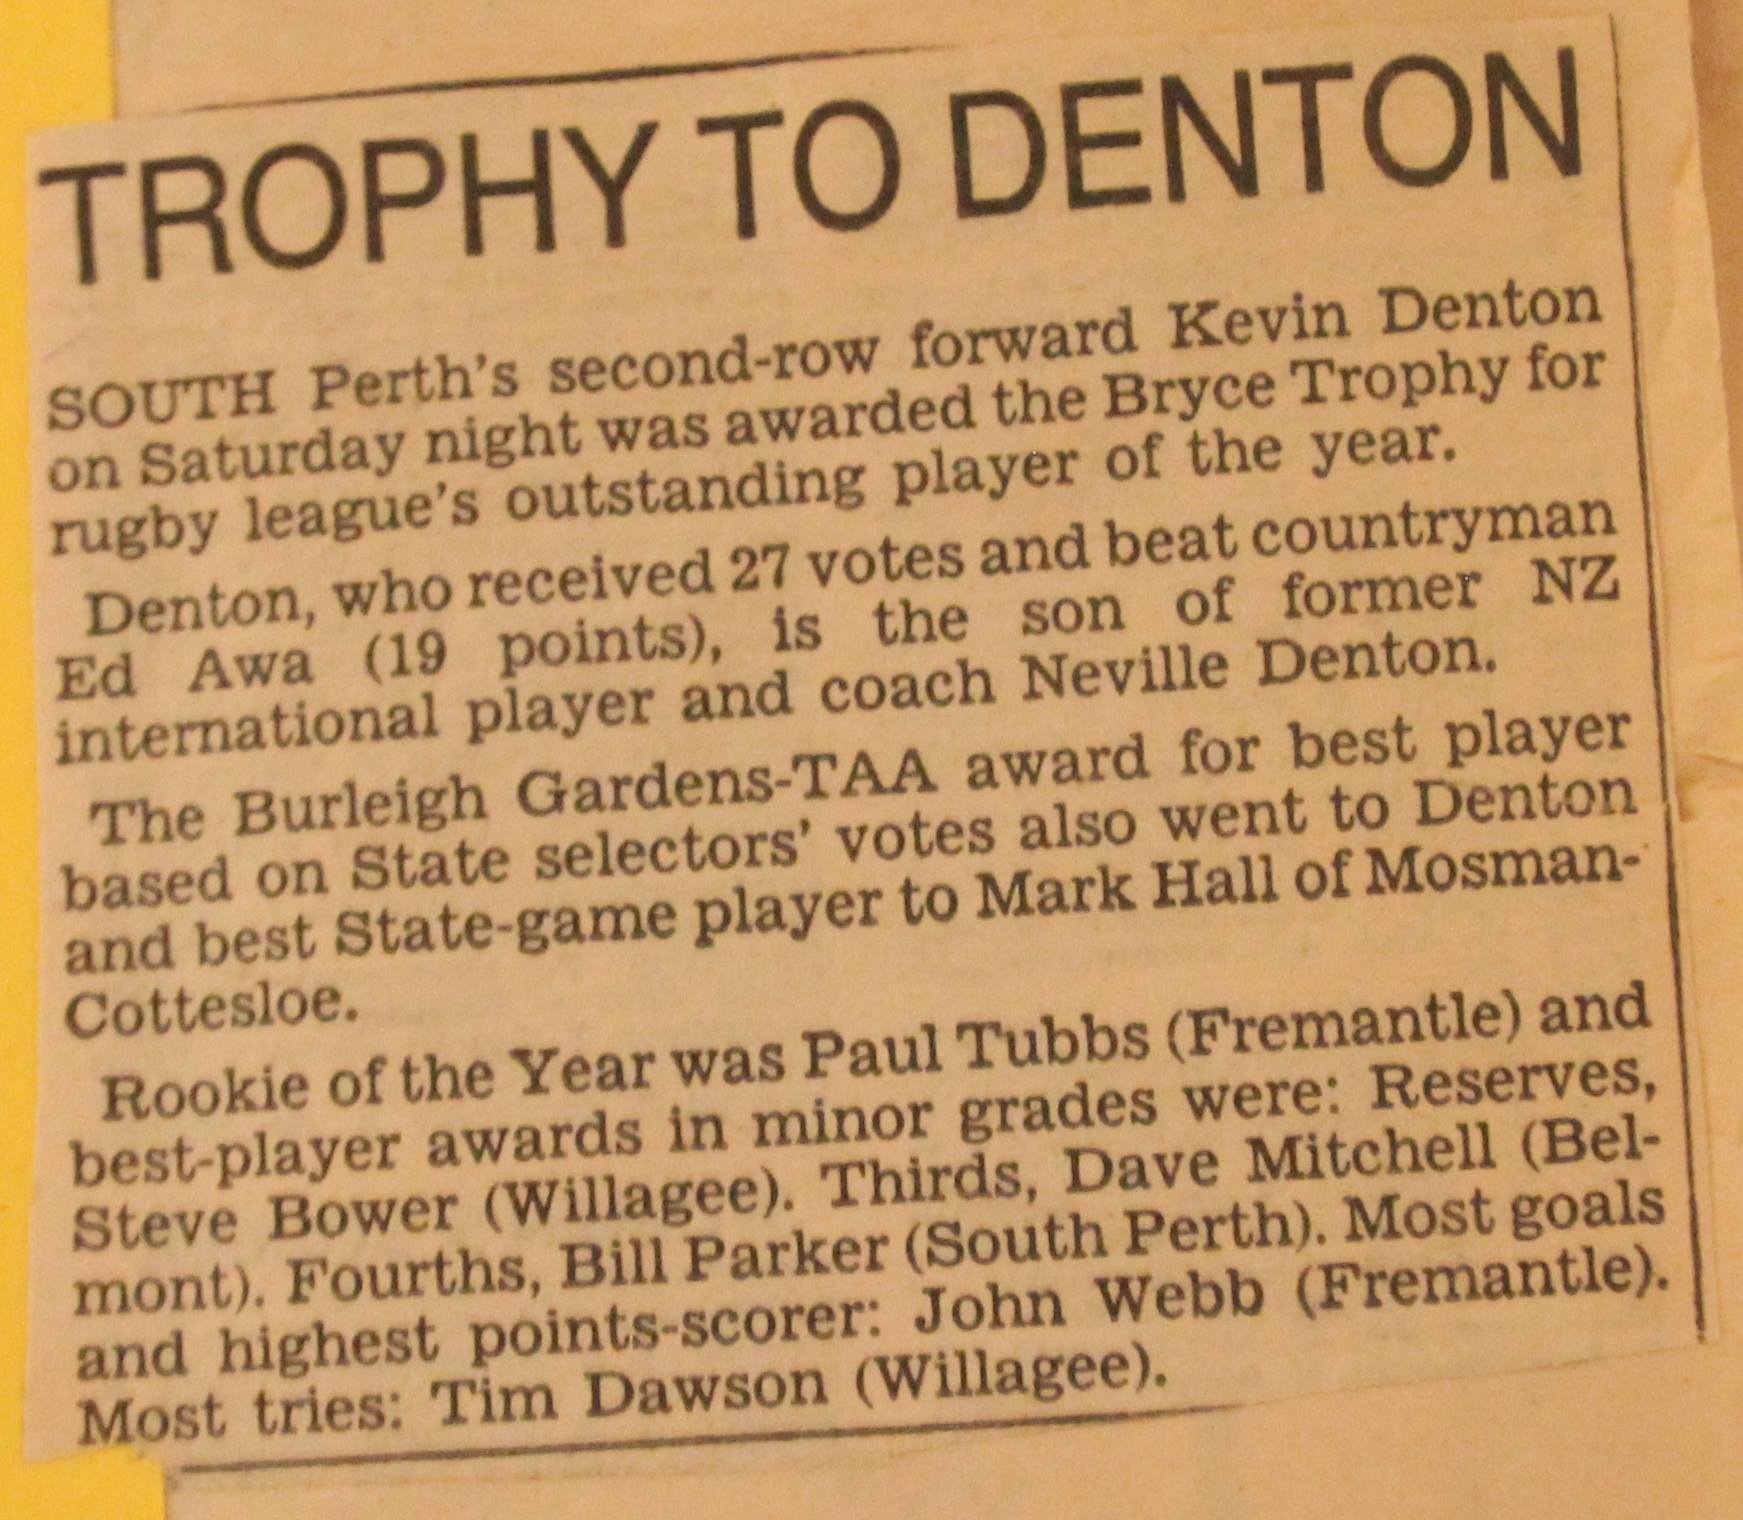 TROPHY TO DENTON
SOUTH Perth's second-row forward Kevin Denton
on Saturday night was awarded the Bryce Trophy for
rugby league's outstanding player of the year.
Denton, who received 27 votes and beat countryman
Ed Awa (19 points), is the son of former NZ
international player and coach Neville Denton.
The Burleigh Gardens-TAA award for best player
based on State selectors' votes also went to Denton
and best State-game player to Mark Hall of Mosman-
Cottesloe.
Rookie of the Year was Paul Tubbs (Fremantle) and
best-player awards in minor grades were: Reserves,
Steve Bower (Willagee). Thirds, Dave Mitchell (Bel-
mont). Fourths, Bill Parker (South Perth). Most goals
and highest points-scorer: John Webb (Fremantle).
Most tries: Tim Dawson (Willagee).